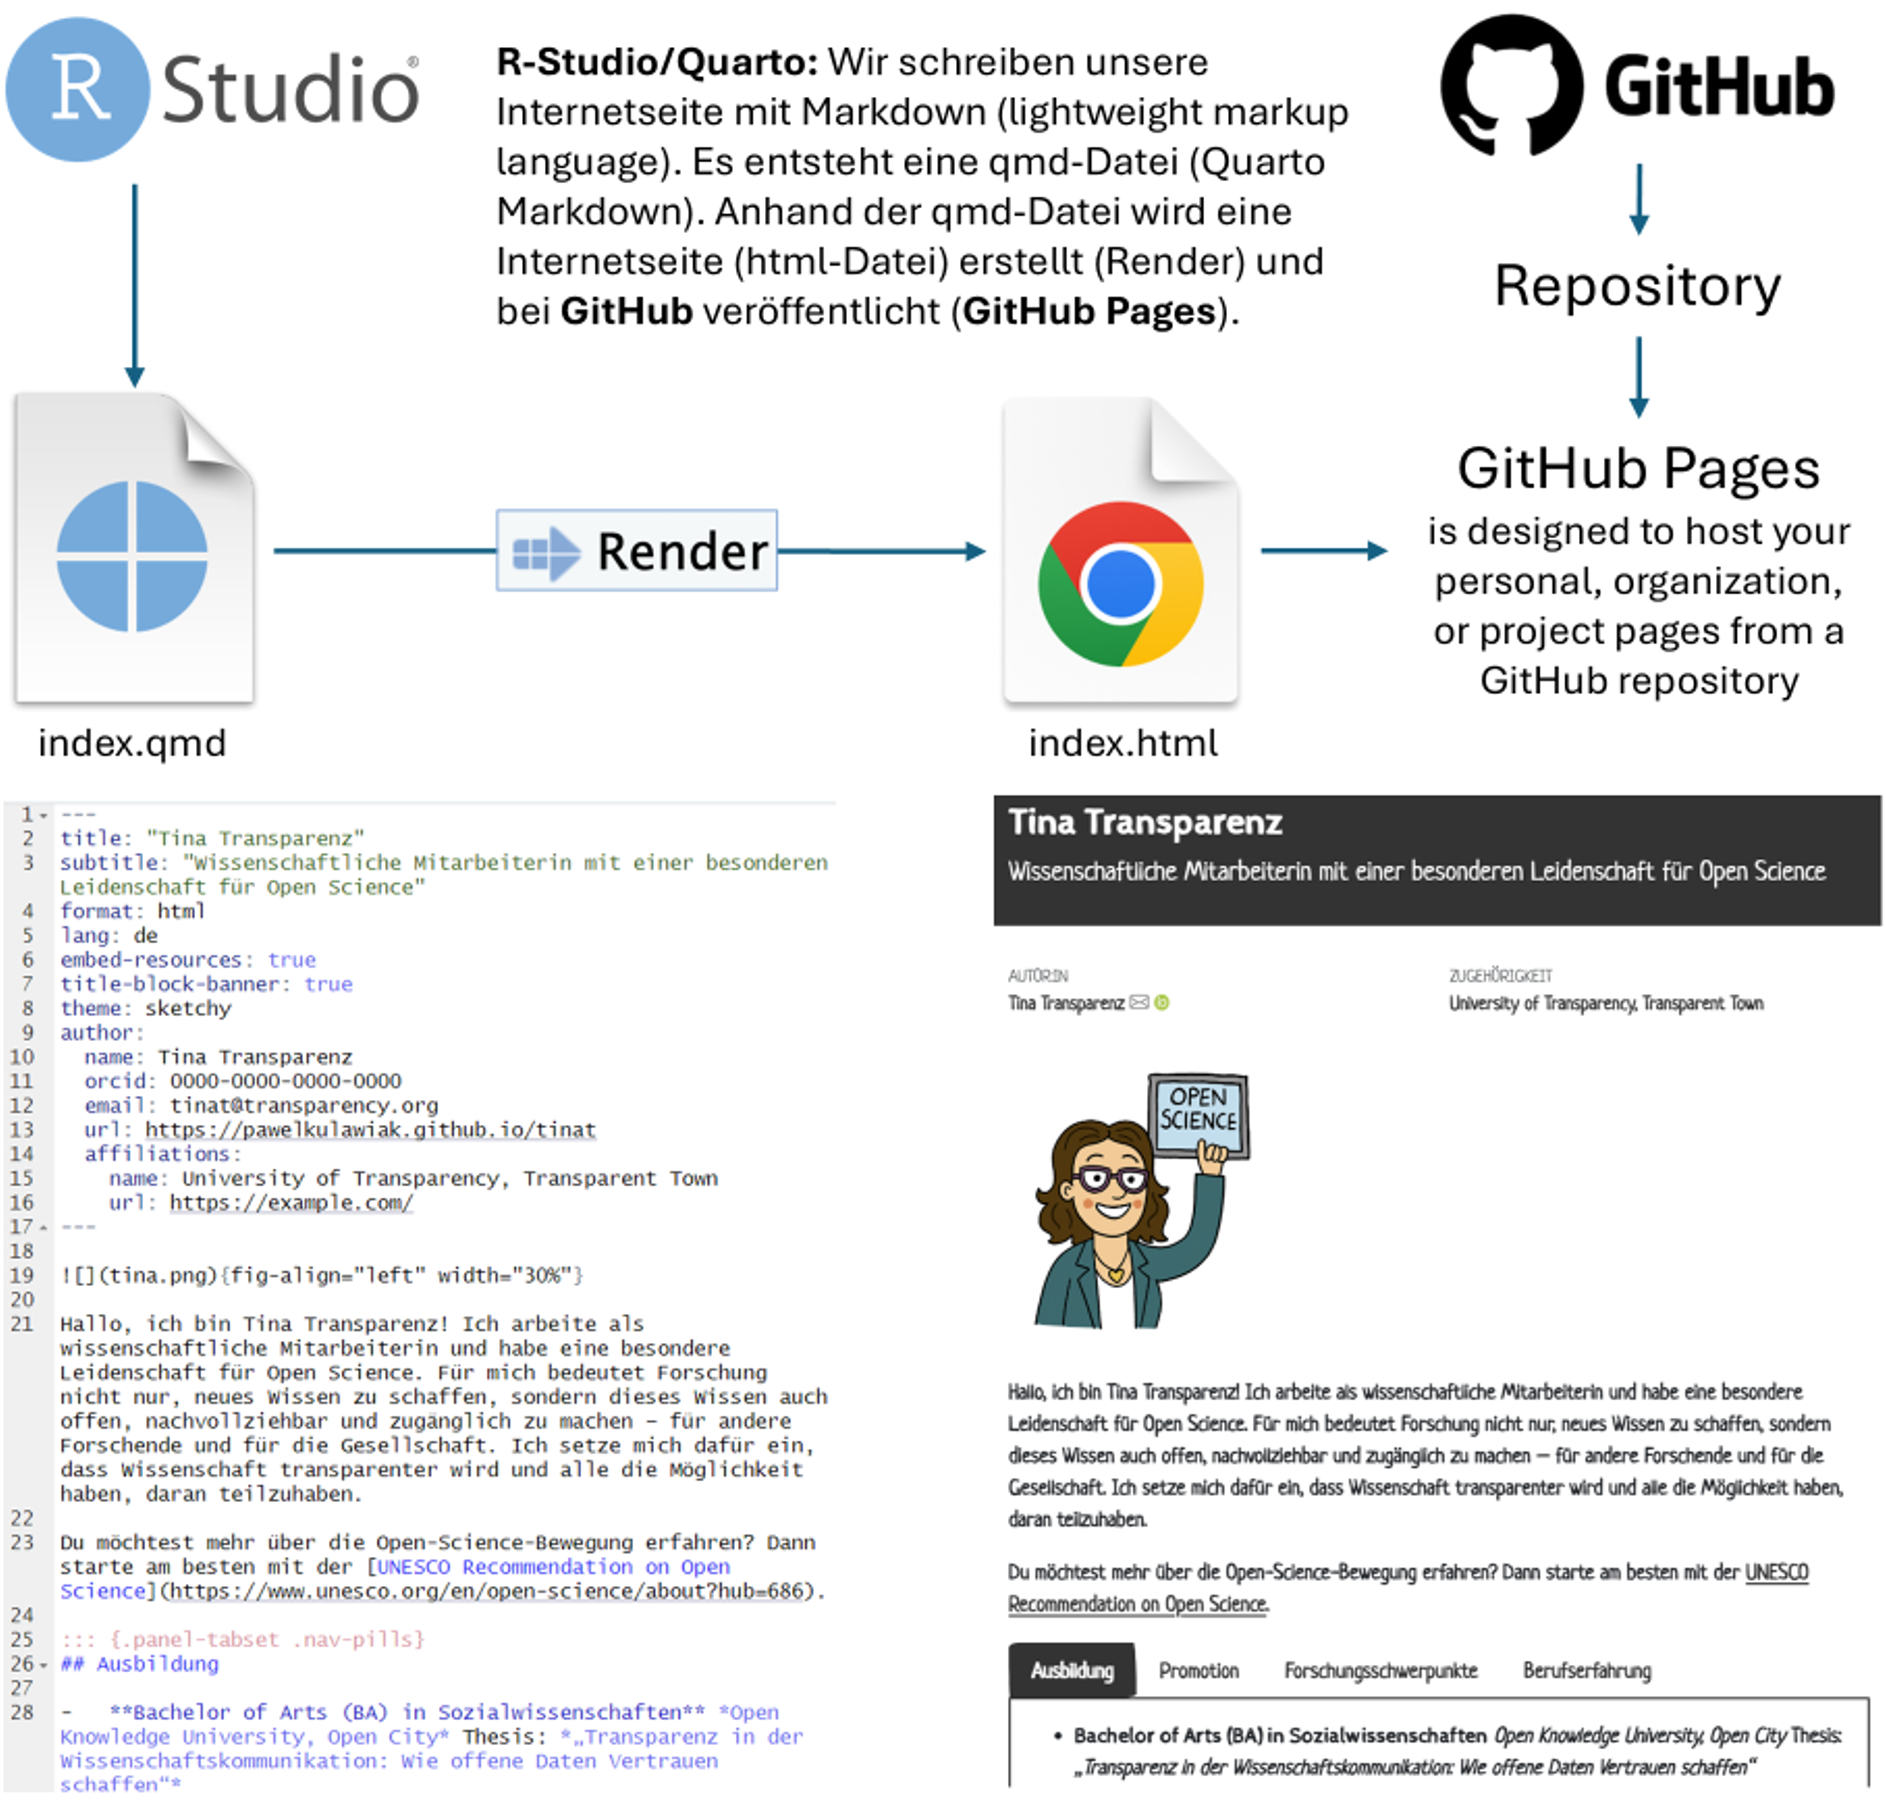 R Studio®
R-Studio/Quarto: Wir schreiben unsere
Internetseite mit Markdown (lightweight markup
language). Es entsteht eine qmd-Datei (Quarto
Markdown). Anhand der qmd-Datei wird eine
Internetseite (html-Datei) erstellt (Render) und
bei GitHub veröffentlicht (GitHub Pages).
GitHub
Repository
GitHub Pages
is designed to host your
personal, organization,
or project pages from a
GitHub repository
Render
index.qmd
index.html
1 ---
2 title: "Tina Transparenz"
3 subtitle: "Wissenschaftliche Mitarbeiterin mit einer besonderen
Leidenschaft für Open Science"
4 format: html
5 lang: de
6 embed-resources: true
7 title-block-banner: true
8 theme: sketchy
9 author:
10 name: Tina Transparenz
11 orcid: 0000-0000-0000-0000
12 email: tinat@transparency.org
13 url: https://pawelkulawiak.github.io/tinat
14 affiliations:
15 name: University of Transparency, Transparent Town
16 url: https://example.com/
17 ---
18
19 ![](tina.png){fig-align="left" width="30%"}
20
21 Hallo, ich bin Tina Transparenz! Ich arbeite als
wissenschaftliche Mitarbeiterin und habe eine besondere
Leidenschaft für Open Science. Für mich bedeutet Forschung
nicht nur, neues Wissen zu schaffen, sondern dieses Wissen auch
offen, nachvollziehbar und zugänglich zu machen – für andere
Forschende und für die Gesellschaft. Ich setze mich dafür ein,
dass Wissenschaft transparenter wird und alle die Möglichkeit
haben, daran teilzuhaben.
22
23 Du möchtest mehr über die Open-Science-Bewegung erfahren? Dann
starte am besten mit der [UNESCO Recommendation on Open
Science](https://www.unesco.org/en/open-science/about?hub=686).
24
25 ::: {.panel-tabset .nav-pills}
26 ## Ausbildung
27
28 - **Bachelor of Arts (BA) in Sozialwissenschaften** *Open
Knowledge University, Open City* Thesis: *„Transparenz in der
Wissenschaftskommunikation: Wie offene Daten Vertrauen
schaffen“*
Tina Transparenz
Wissenschaftliche Mitarbeiterin mit einer besonderen Leidenschaft für Open Science
AUTOR:IN
ZUGEHÖRIGKEIT
Tina Transparenz iD
University of Transparency, Transparent Town
OPEN
SCIENCE
Hallo, ich bin Tina Transparenz! Ich arbeite als wissenschaftliche Mitarbeiterin und habe eine besondere
Leidenschaft für Open Science. Für mich bedeutet Forschung nicht nur, neues Wissen zu schaffen, sondern
dieses Wissen auch offen, nachvollziehbar und zugänglich zu machen – für andere Forschende und für die
Gesellschaft. Ich setze mich dafür ein, dass Wissenschaft transparenter wird und alle die Möglichkeit haben,
daran teilzuhaben.
Du möchtest mehr über die Open-Science-Bewegung erfahren? Dann starte am besten mit der UNESCO
Recommendation on Open Science.
Ausbildung Promotion Forschungsschwerpunkte Berufserfahrung
• Bachelor of Arts (BA) in Sozialwissenschaften Open Knowledge University, Open City Thesis:
„Transparenz in der Wissenschaftskommunikation: Wie offene Daten Vertrauen schaffen“